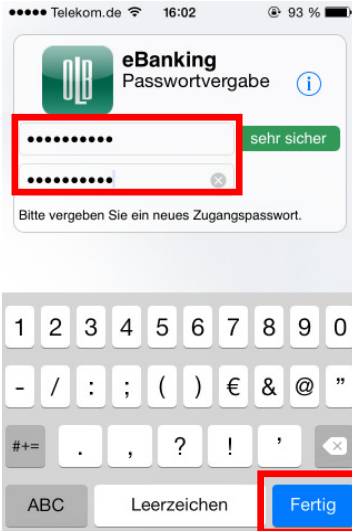 ●●●●● Telekom.de 16:02 93 %
OLB
eBanking
Passwortvergabe
i
●●●●●●●●●●
sehr sicher
●●●●●●●●●●
Bitte vergeben Sie ein neues Zugangspasswort.
1 2 3 4 5 6 7 8 9 0
- / : ; ( ) € & @ ”
#+= . , ? ! ’
ABC Leerzeichen Fertig